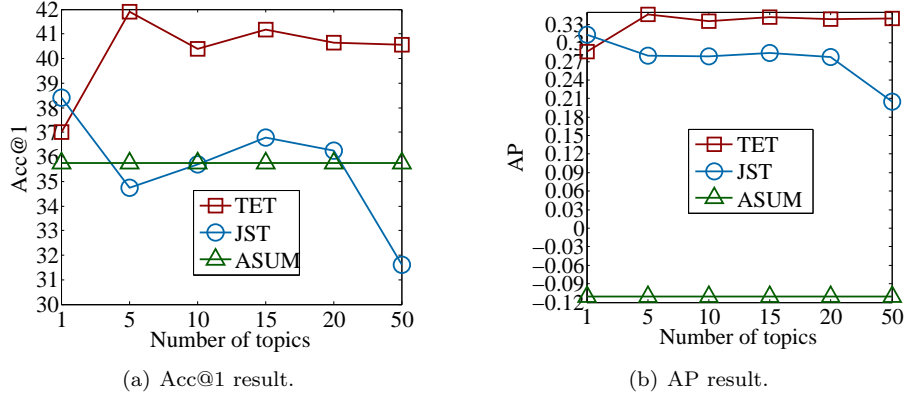 42
41
40
39
38
37
36
35
34
33
32
31
30
Acc@1
TET
JST
ASUM
1 5 10 15 20 50
Number of topics
(a) Acc@1 result.
0.33
0.3
0.27
0.24
0.21
0.18
0.15
0.12
0.09
0.06
0.03
0
−0.03
−0.06
−0.09
−0.12
AP
TET
JST
ASUM
1 5 10 15 20 50
Number of topics
(b) AP result.